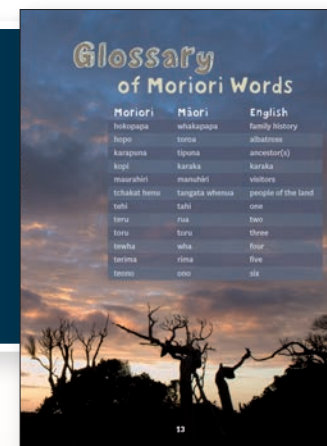 Glossary
of Moriori Words
Moriori Māori English
hokopapa whakapapa family history
hopo toroa albatross
karapuna tipuna ancestor(s)
kopi karaka karaka
maurahiri manuhiri visitors
tchakat henu tangata whenua people of the land
tehi tahi one
teru rua two
toru toru three
tewha wha four
terima rima five
teono ono six
13